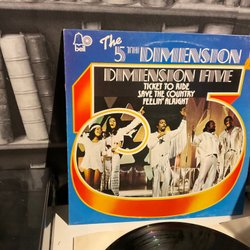 bell
The
5TH DIMENSION
DIMENSION FIVE
TICKET TO RIDE
SAVE THE COUNTRY
FEELIN' ALRIGHT